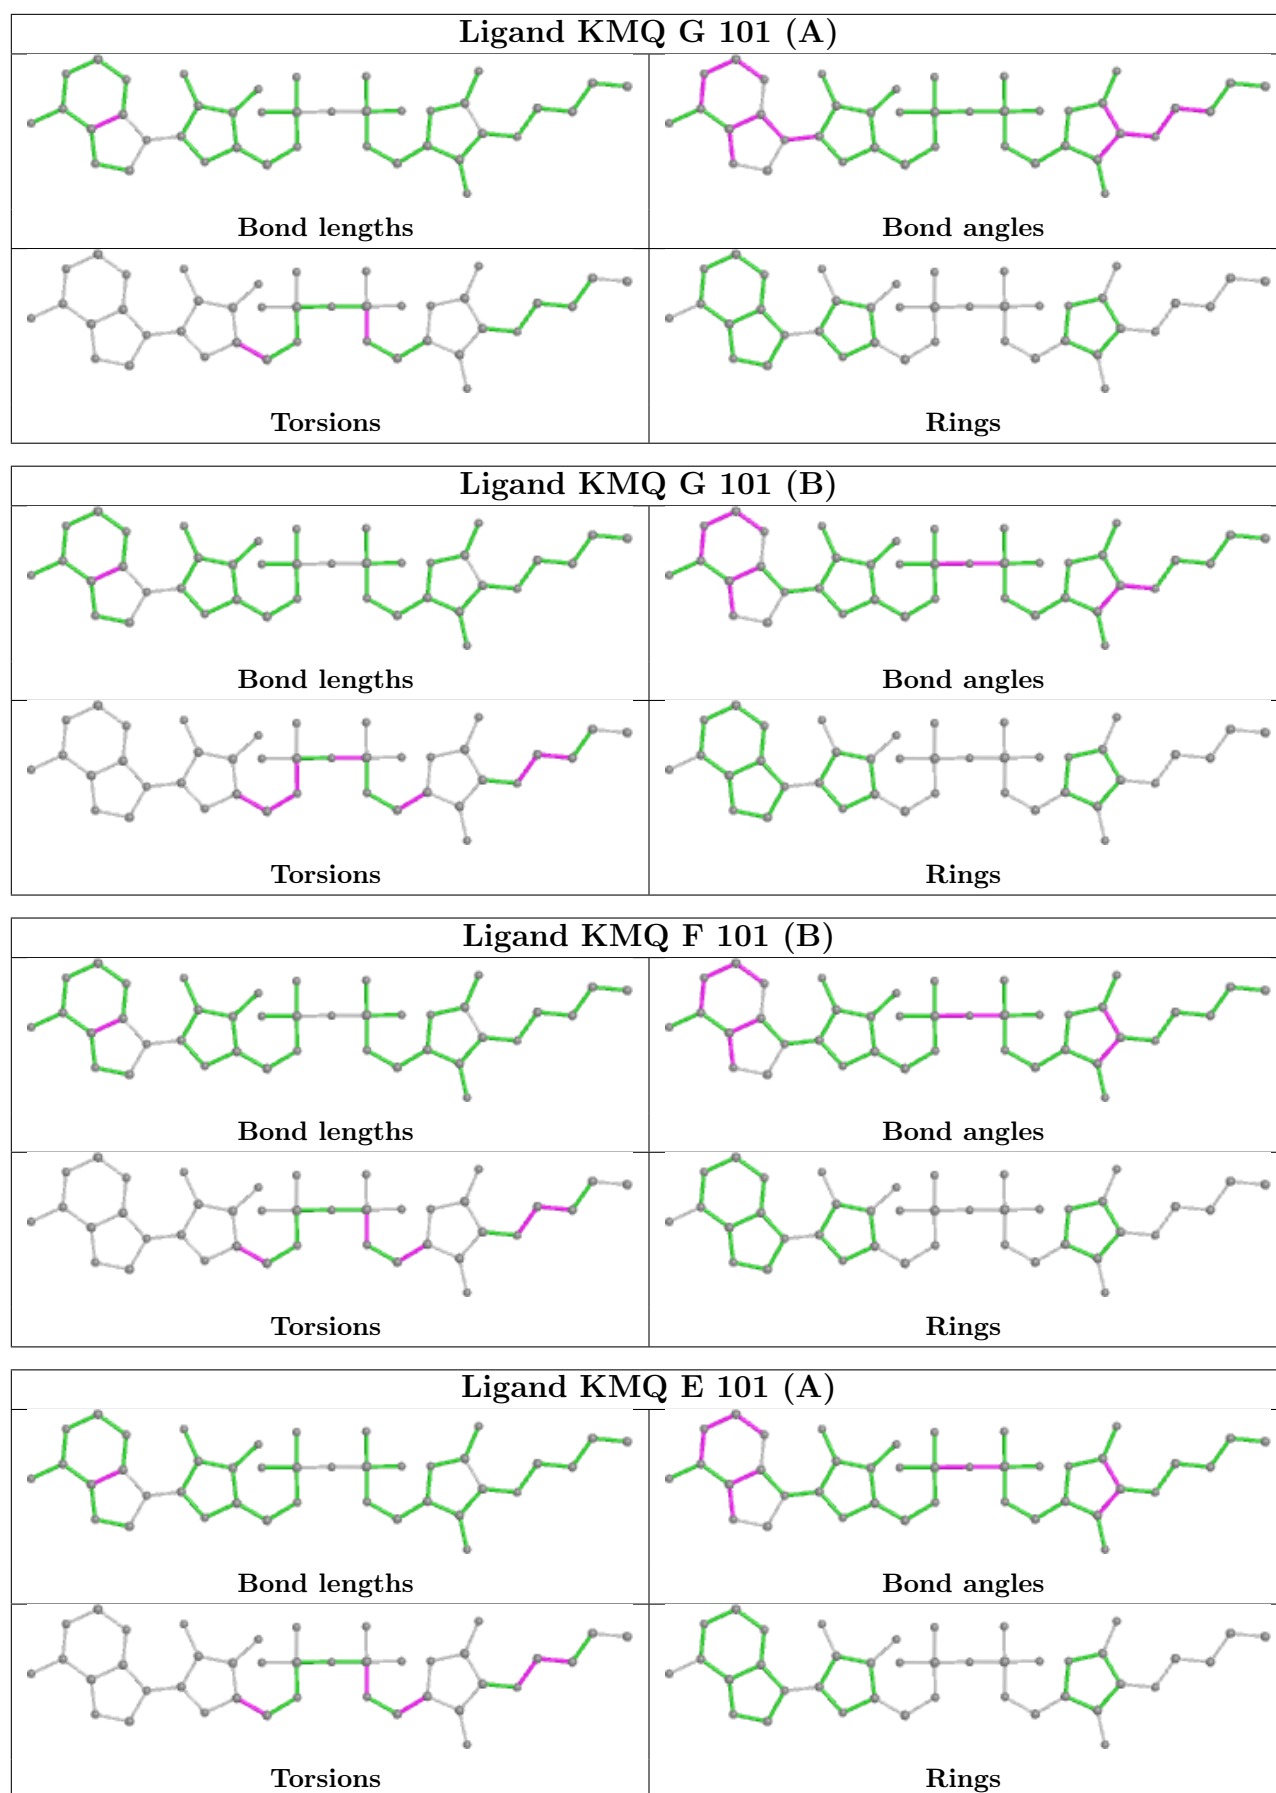 Ligand KMQ G 101 (A)
Bond lengths
Bond angles
Torsions
Rings
Ligand KMQ G 101 (B)
Bond lengths
Bond angles
Torsions
Rings
Ligand KMQ F 101 (B)
Bond lengths
Bond angles
Torsions
Rings
Ligand KMQ E 101 (A)
Bond lengths
Bond angles
Torsions
Rings